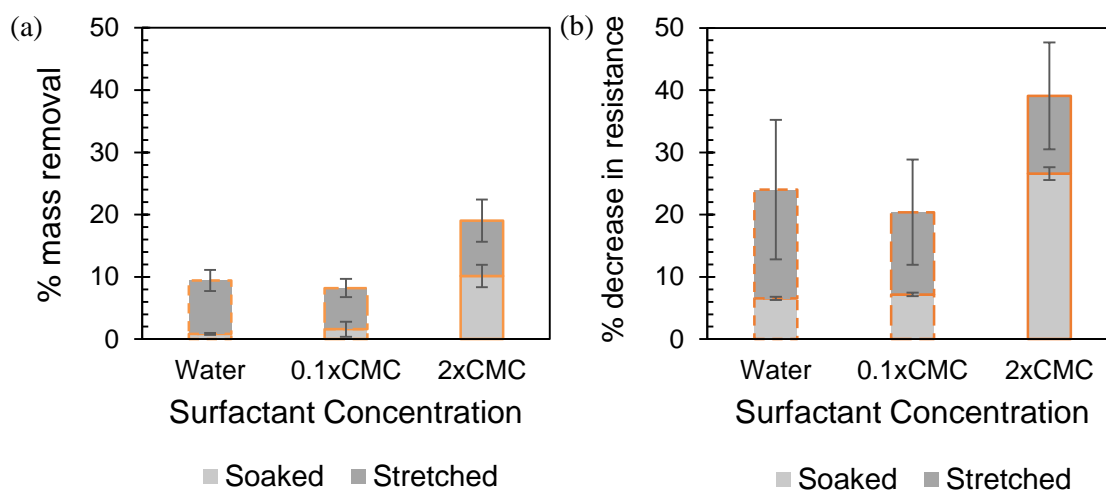 (a)
% mass removal
50
40
30
20
10
0
Water 0.1xCMC 2xCMC
Surfactant Concentration
Soaked Stretched
(b)
% decrease in resistance
50
40
30
20
10
0
Water 0.1xCMC 2xCMC
Surfactant Concentration
Soaked Stretched